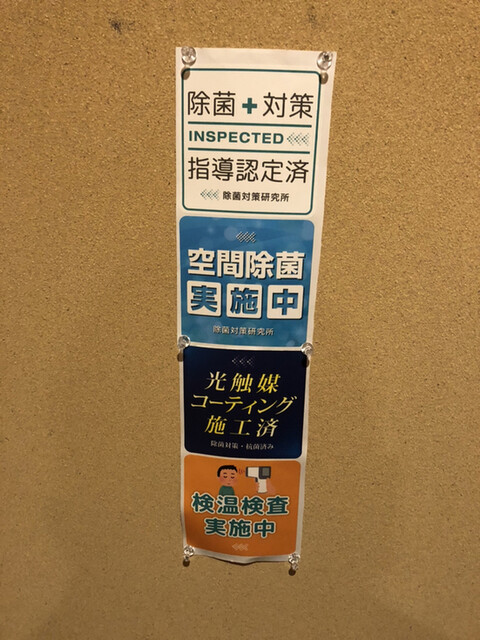 除菌+対策
INSPECTED
指導認定済
除菌対策研究所
空間除菌
実施中
除菌対策研究所
光触媒
コーティング
施工済
除菌対策・抗菌済み
検温検査
実施中